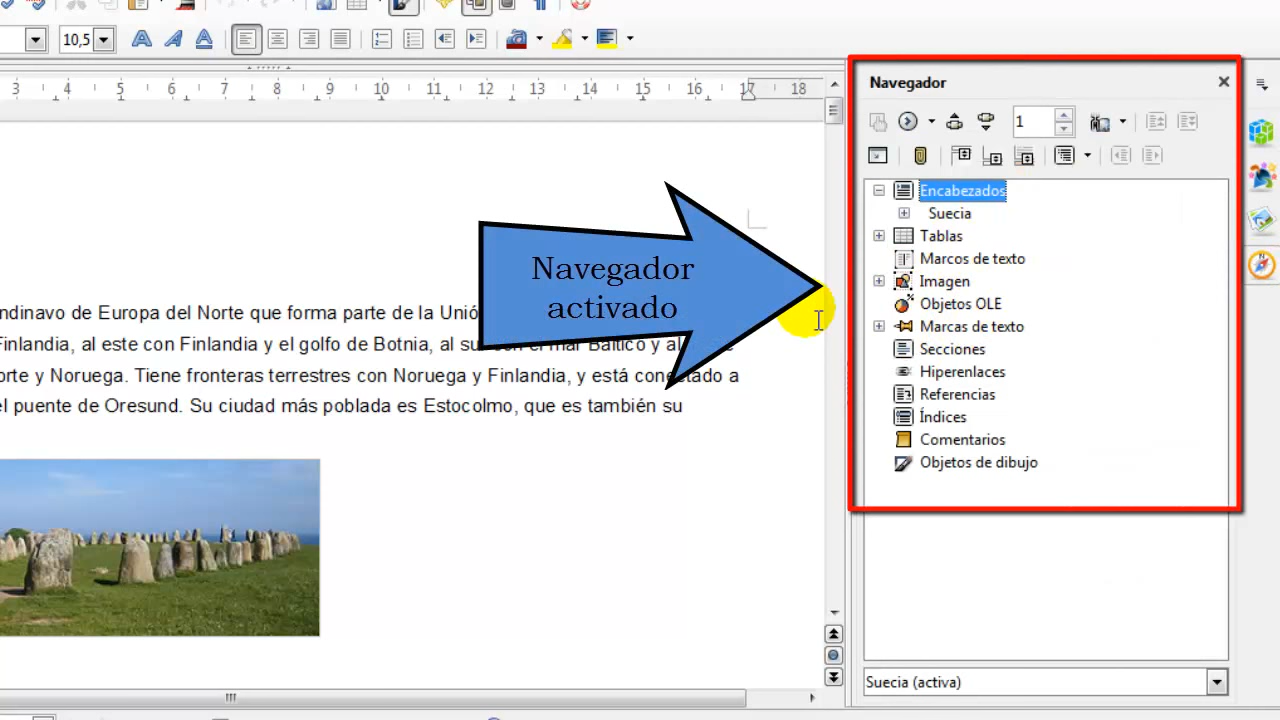 10,5
3 4 5 6 7 8 9 10 11 12 13 14 15 16 17 18
Navegador
1
Encabezados
Suecia
Tablas
Marcos de texto
Imagen
Objetos OLE
Marcas de texto
Secciones
Hiperenlaces
Referencias
Índices
Comentarios
Objetos de dibujo
Suecia (activa)
Navegador
activado
ndinavo de Europa del Norte que forma parte de la
Finlandia, al este con Finlandia y el golfo de Botnia, al mar Báltico y al
orte y Noruega. Tiene fronteras terrestres con Noruega y Finlandia, y está conectado a
el puente de Oresund. Su ciudad más poblada es Estocolmo, que es también su